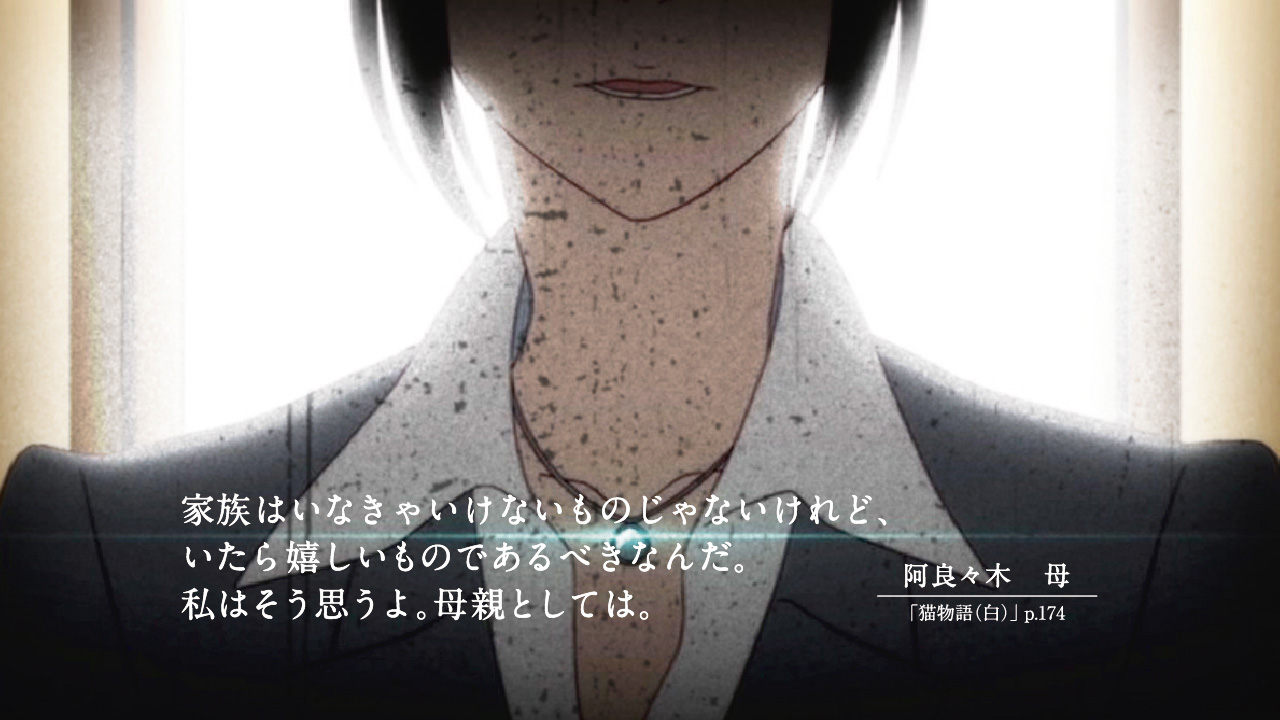 家族はいなきゃいけないものじゃないけれど、
いたら嬉しいものであるべきなんだ。
私はそう思うよ。母親としては。
阿良々木　母
「猫物語（白）」p.174